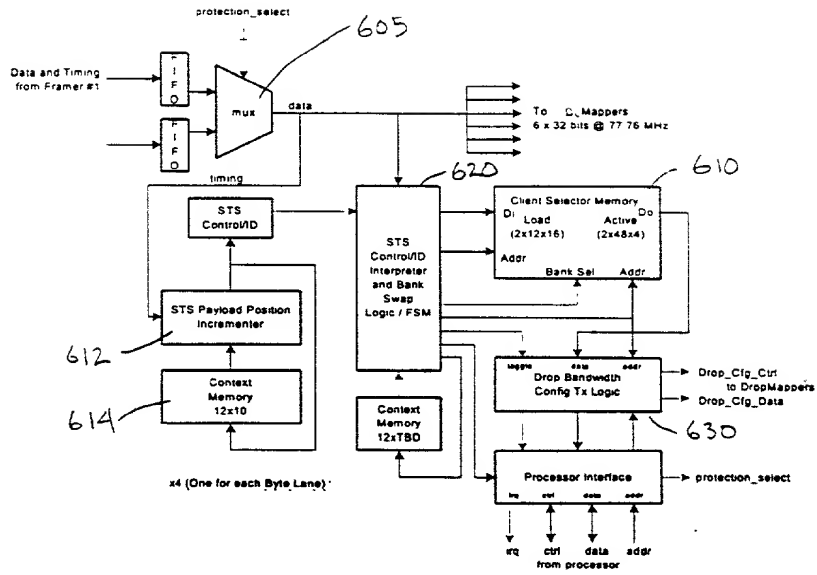 protection_select
605
F I F O
Data and Timing
from Framer #1
mux
data
To
Mappers
6 x 32 bits @ 77 76 MHz
F I F O
timing
620
610
STS
Control/ID
Client Selector Memory
Di
Do
Load
(2x12x16)
Active
(2x48x4)
Addr
Bank Sel
Addr
STS
Control/ID
Interpreter
and Bank
Swap
Logic / FSM
STS Payload Position
Incrementer
612
Context
Memory
12x10
614
toggle
data
addr
Drop Bandwidth
Config Tx Logic
Drop_Cfg_Ctrl
to DropMappers
Drop_Cfg_Data
630
Context
Memory
12xTBD
Processor Interface
irq
ctrl
data
addr
protection_select
x4 (One for each Byte Lane)
irq
ctrl
data
addr
from processor